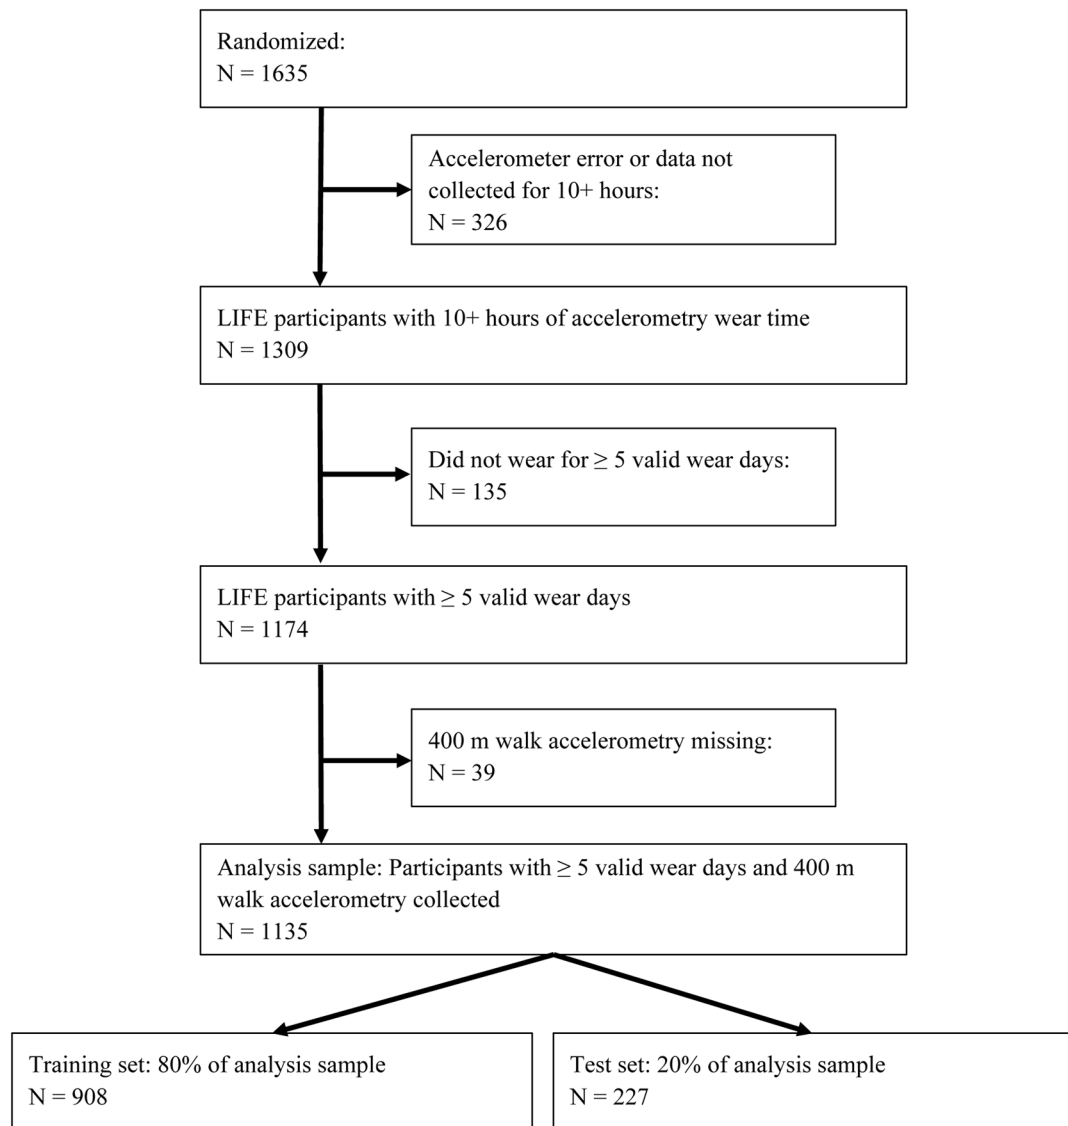 Randomized:
N = 1635
Accelerometer error or data not
collected for 10+ hours:
N = 326
LIFE participants with 10+ hours of accelerometry wear time
N = 1309
Did not wear for ≥ 5 valid wear days:
N = 135
LIFE participants with ≥ 5 valid wear days
N = 1174
400 m walk accelerometry missing:
N = 39
Analysis sample: Participants with ≥ 5 valid wear days and 400 m
walk accelerometry collected
N = 1135
Training set: 80% of analysis sample
N = 908
Test set: 20% of analysis sample
N = 227